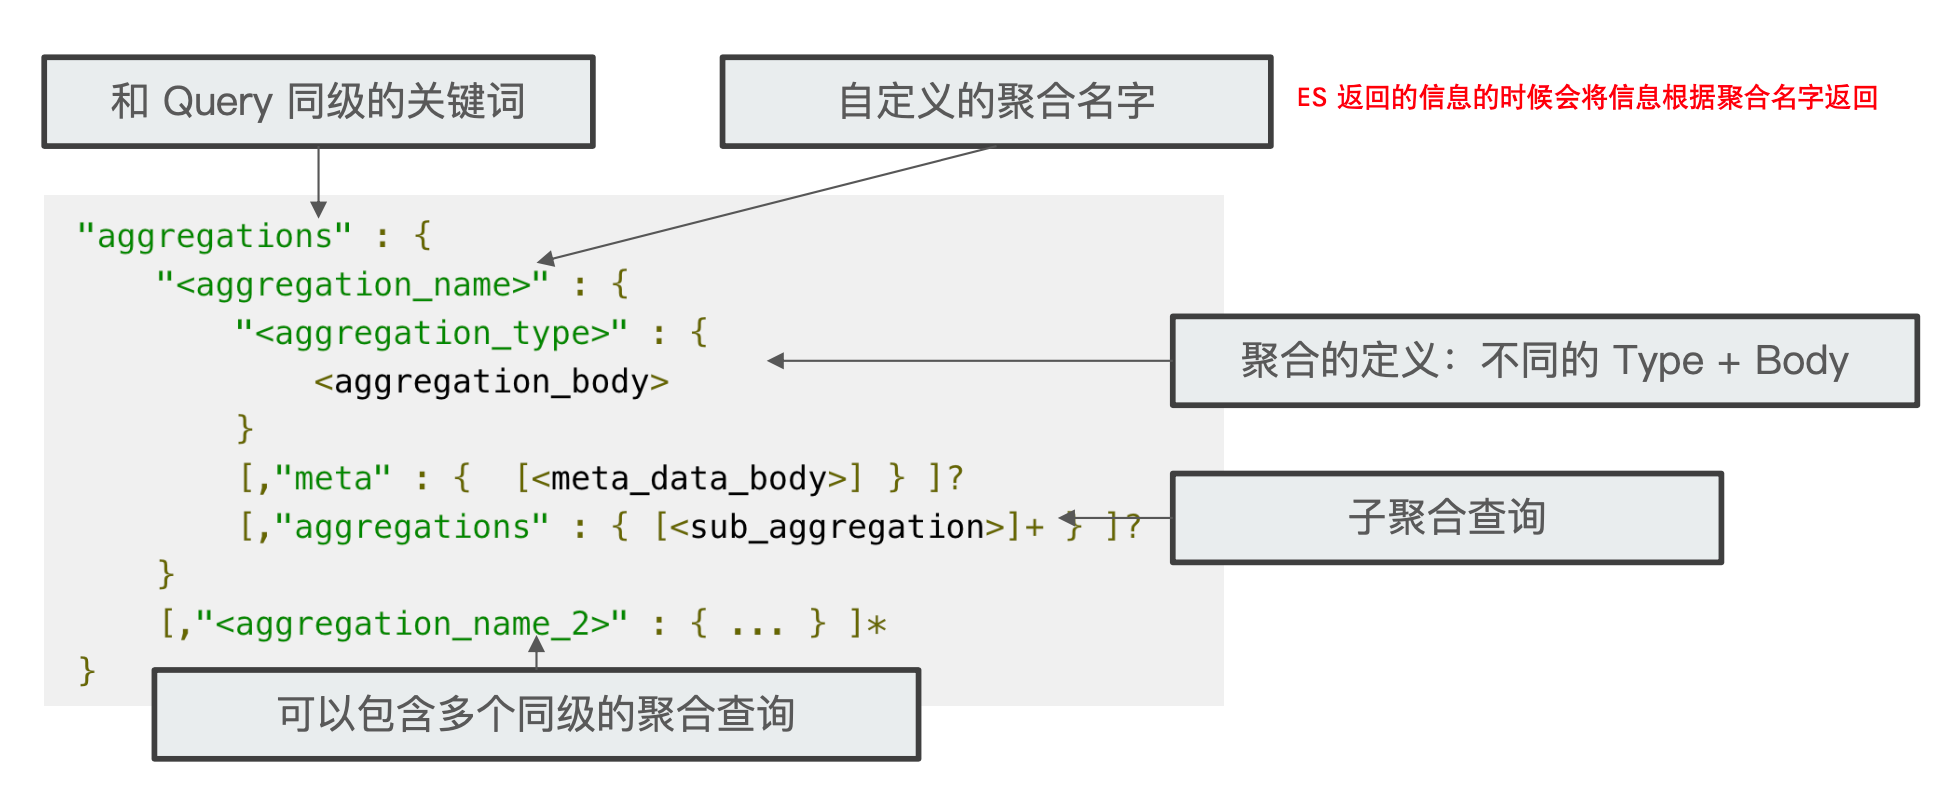 和 Query 同级的关键词
自定义的聚合名字
ES 返回的信息的时候会将信息根据聚合名字返回
"aggregations" : {
"<aggregation_name>" : {
"<aggregation_type>" : {
聚合的定义：不同的 Type + Body
<aggregation_body>
}
[,"meta" : {  [<meta_data_body>] } ]?
[,"aggregations" : { [<sub_aggregation>]+ } ]?
子聚合查询
}
[,"<aggregation_name_2>" : { ... } ]*
}
可以包含多个同级的聚合查询